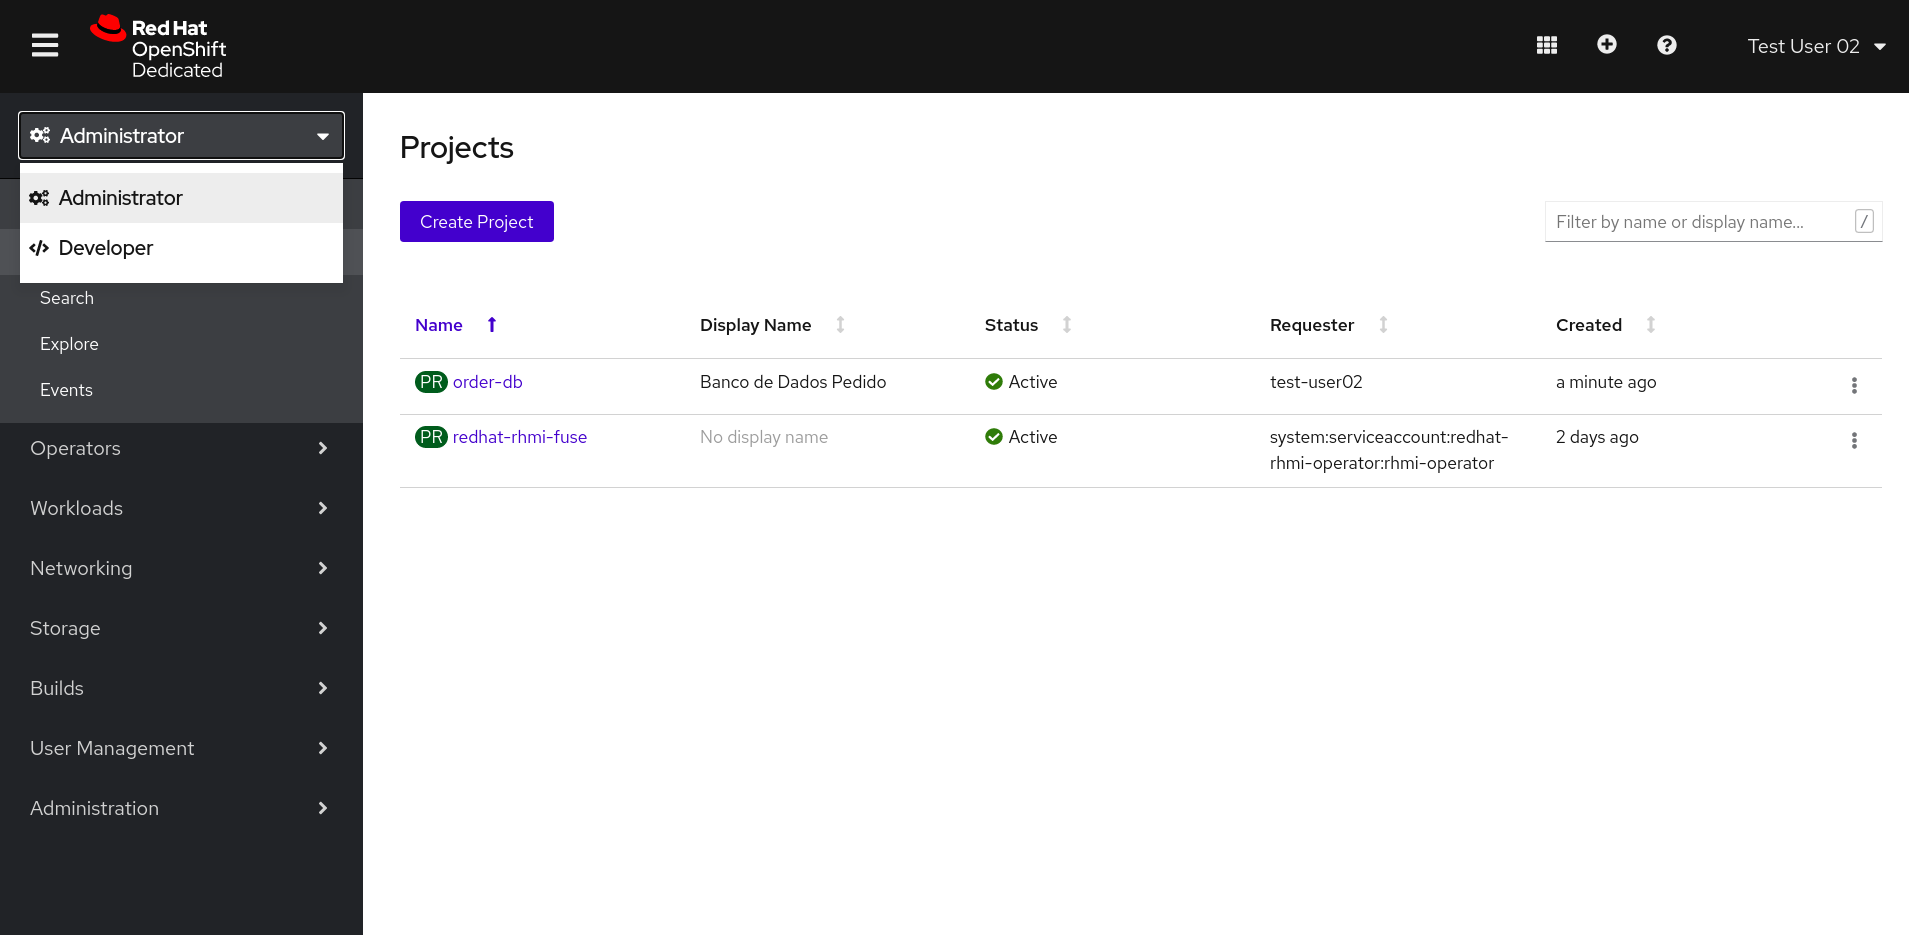 Red Hat
OpenShift
Dedicated
Test User 02
Administrator
Administrator
Developer
Search
Explore
Events
Operators
Workloads
Networking
Storage
Builds
User Management
Administration
Projects
Create Project
Filter by name or display name... /
Name Display Name Status Requester Created
PR order-db Banco de Dados Pedido Active test-user02 a minute ago
PR redhat-rhmi-fuse No display name Active system:serviceaccount:redhat- 2 days ago
rhmi-operator:rhmi-operator